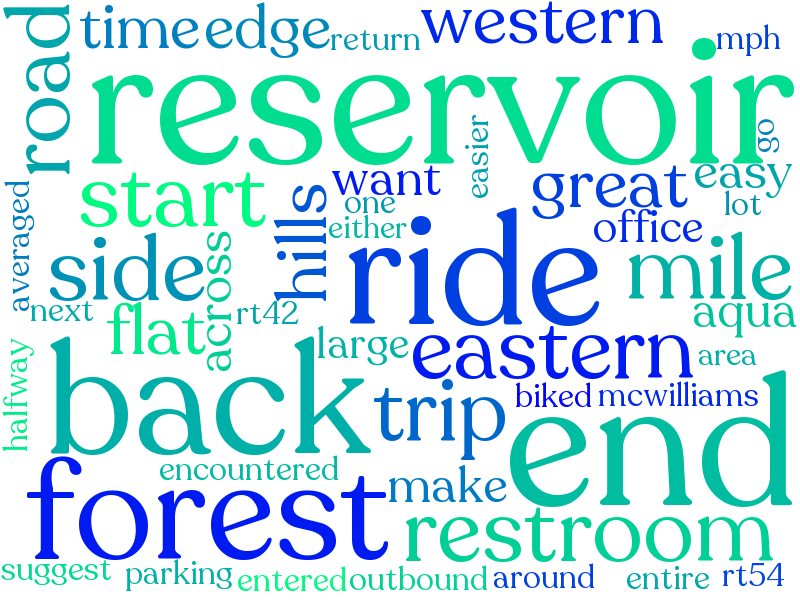 road
time
edge
return
western
mph
reservoir
go
easier
averaged
start
hills
want
great
easy
one
lot
either
office
side
across
ride
mile
next
flat
rt42
aqua
large
eastern
area
halfway
back
trip
biked
mcwilliams
end
encountered
forest
make
restroom
suggest
parking
entered
outbound
around
entire
rt54